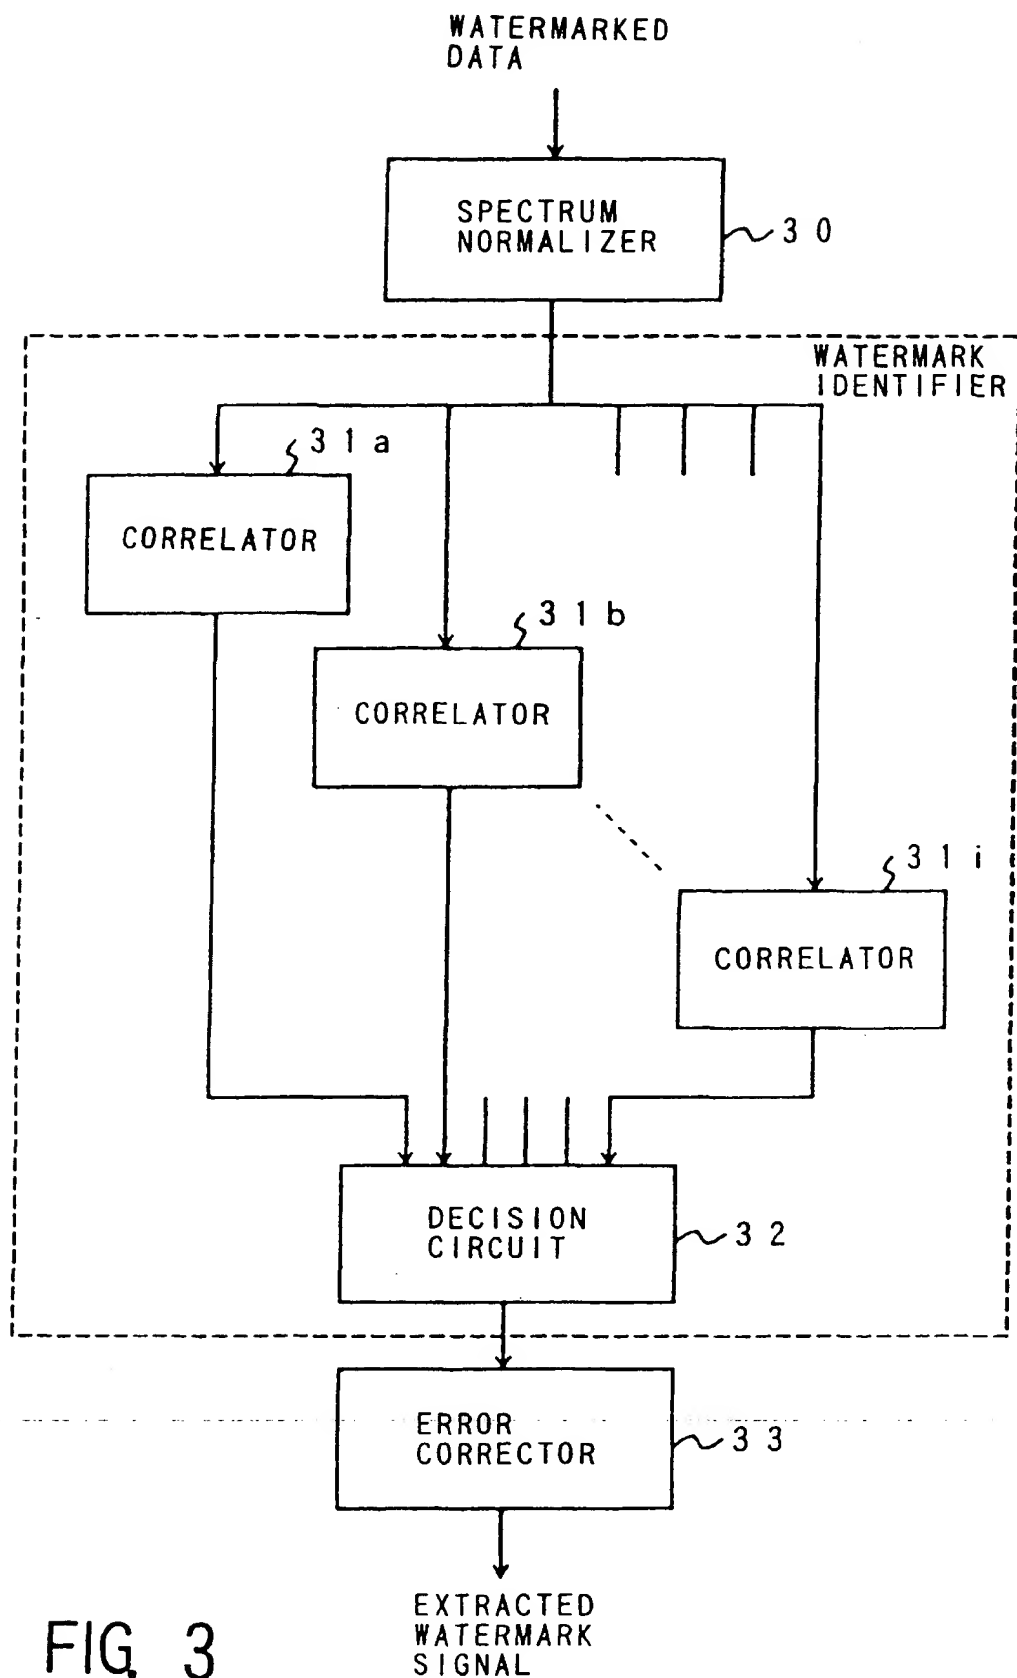 WATERMARKED
DATA
SPECTRUM
NORMALIZER
30
WATERMARK
IDENTIFIER
31a
CORRELATOR
31b
CORRELATOR
31i
CORRELATOR
DECISION
CIRCUIT
32
ERROR
CORRECTOR
33
EXTRACTED
WATERMARK
SIGNAL
FIG. 3